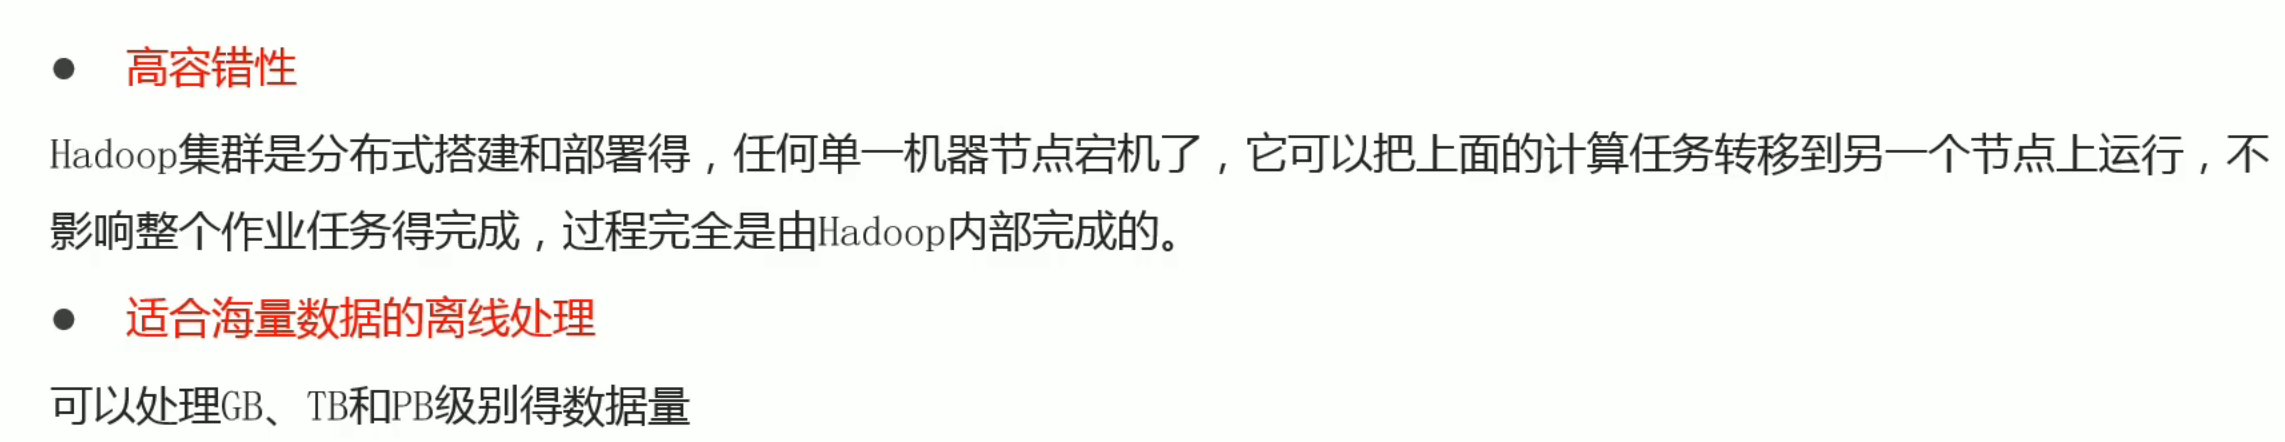 ● 高容错性
Hadoop集群是分布式搭建和部署得，任何单一机器节点宕机了，它可以把上面的计算任务转移到另一个节点上运行，不
影响整个作业任务得完成，过程完全是由Hadoop内部完成的。
● 适合海量数据的离线处理
可以处理GB、TB和PB级别得数据量